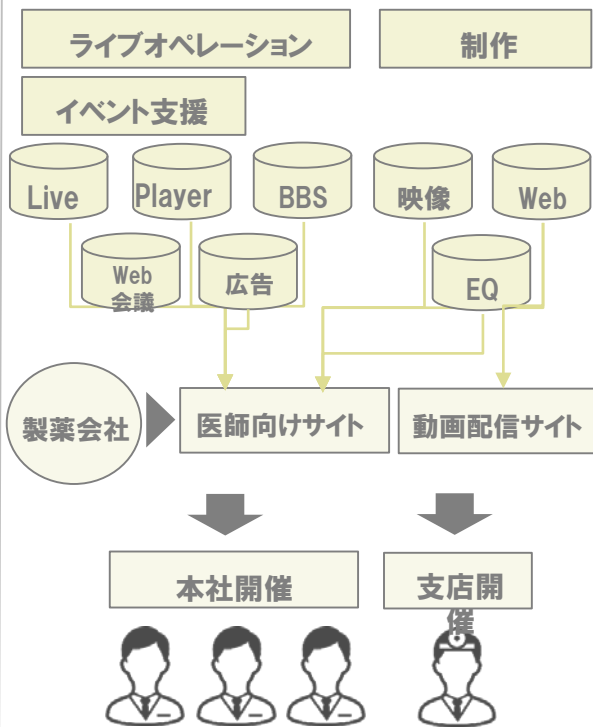 ライブオペレーション
制作
イベント支援
Live
Player
BBS
映像
Web
Web
会議
広告
EQ
製薬会社
医師向けサイト
動画配信サイト
本社開催
支店開
催